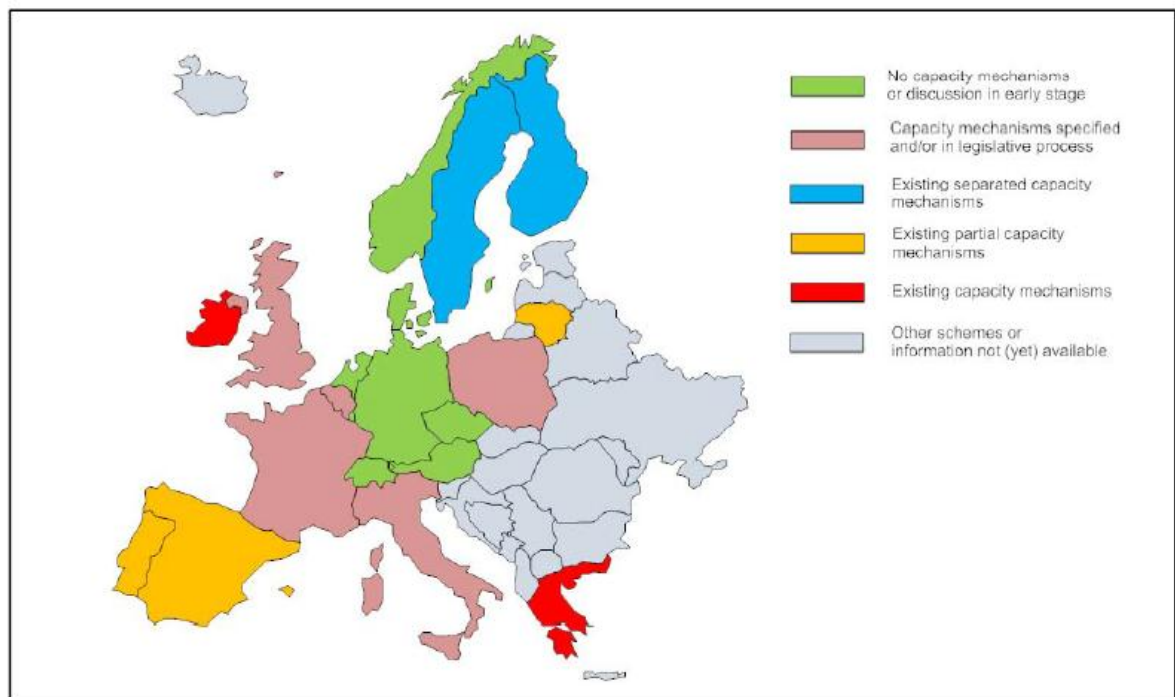 No capacity mechanisms
or discussion in early stage
Capacity mechanisms specified
and/or in legislative process
Existing separated capacity
mechanisms
Existing partial capacity
mechanisms
Existing capacity mechanisms
Other schemes or
information not (yet) available